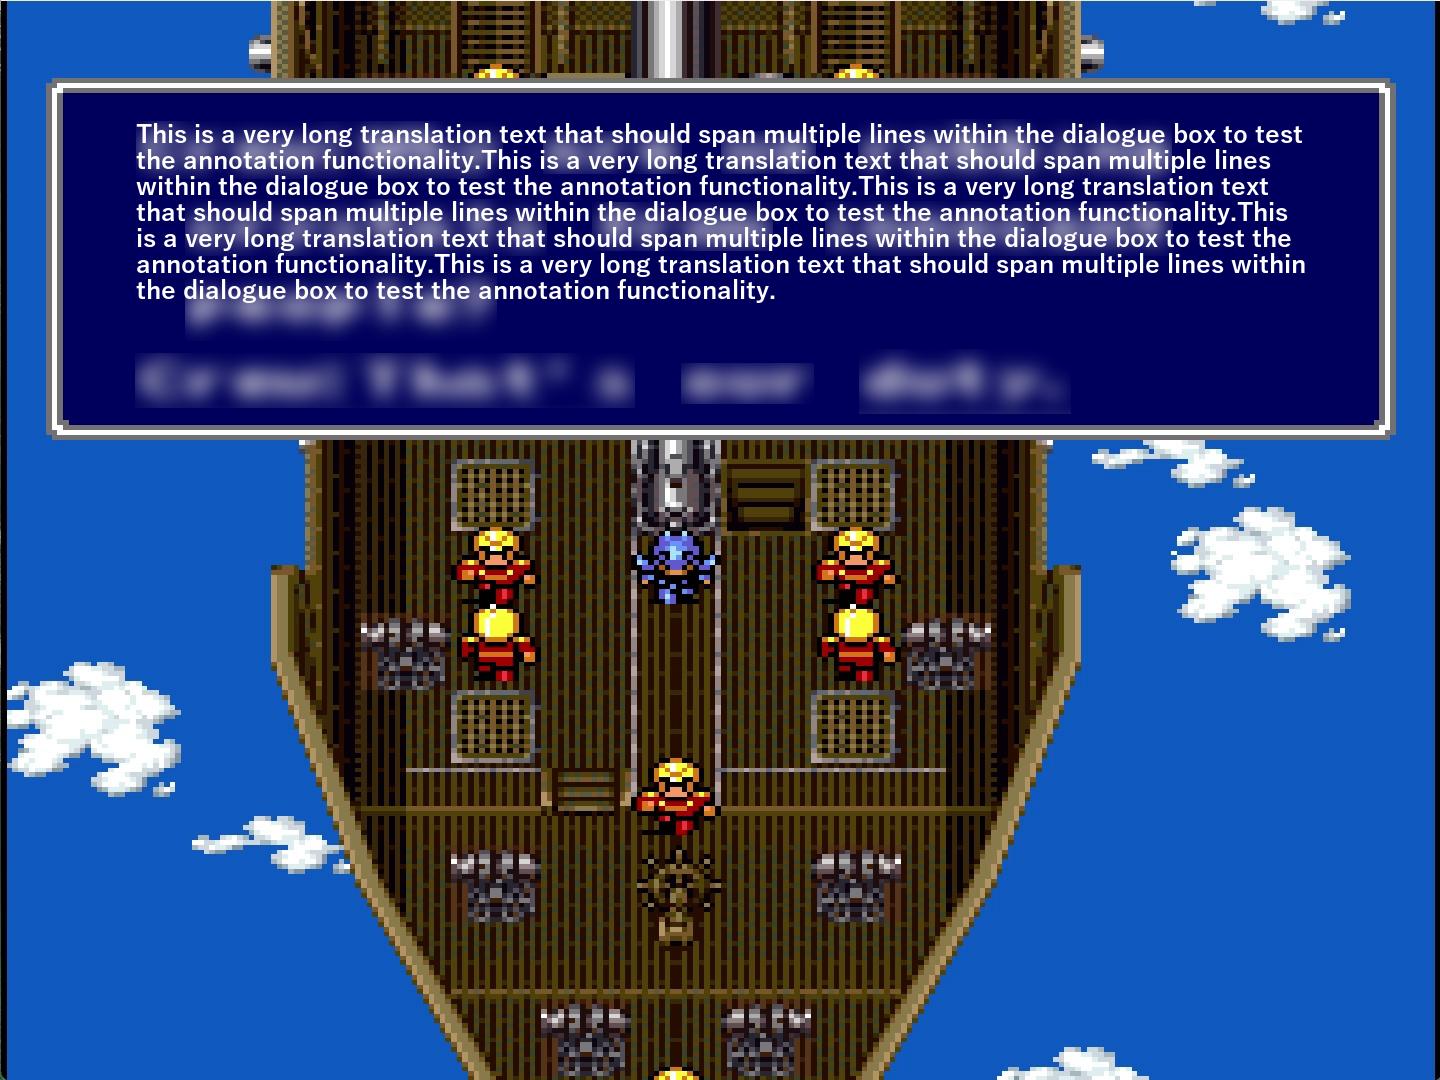 This is a very long translation text that should span multiple lines within the dialogue box to test
the annotation functionality.This is a very long translation text that should span multiple lines
within the dialogue box to test the annotation functionality.This is a very long translation text
that should span multiple lines within the dialogue box to test the annotation functionality.This
is a very long translation text that should span multiple lines within the dialogue box to test the
annotation functionality.This is a very long translation text that should span multiple lines within
the dialogue box to test the annotation functionality.
Crew: That's our duty.